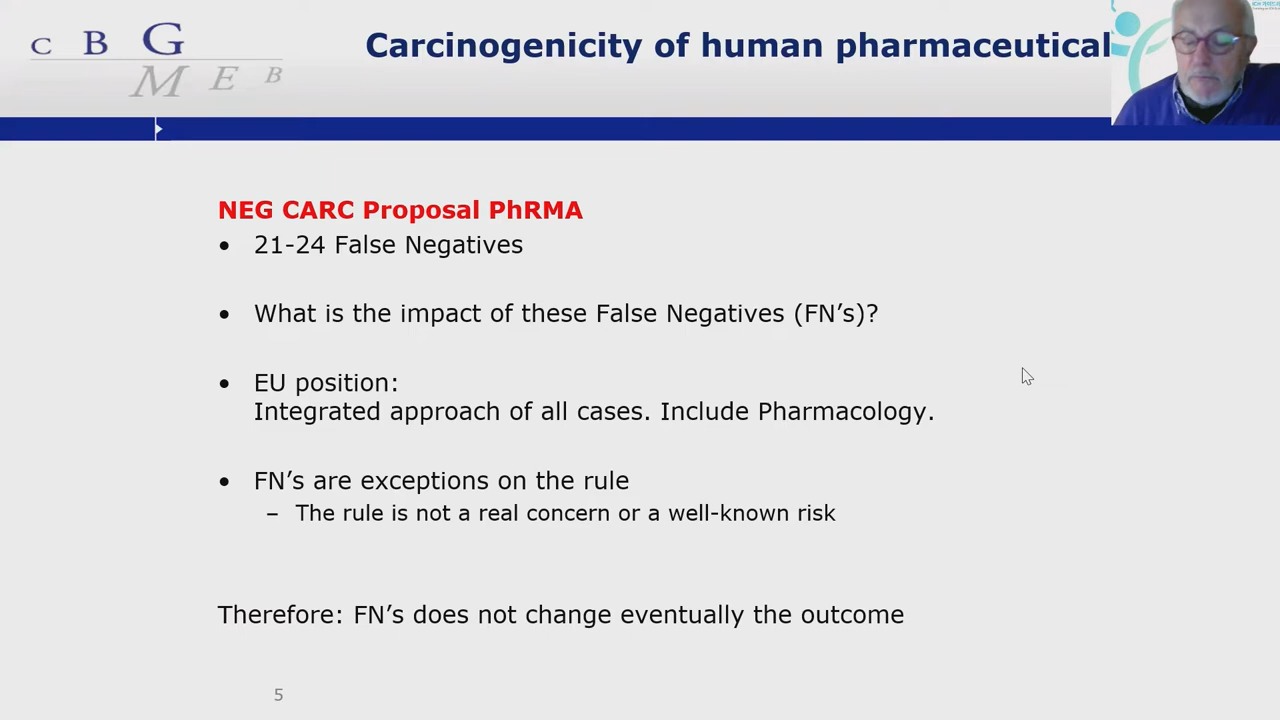 C B G
M E B
Carcinogenicity of human pharmaceutical
NEG CARC Proposal PhRMA
• 21-24 False Negatives
• What is the impact of these False Negatives (FN’s)?
• EU position:
Integrated approach of all cases. Include Pharmacology.
• FN’s are exceptions on the rule
– The rule is not a real concern or a well-known risk
Therefore: FN’s does not change eventually the outcome
5